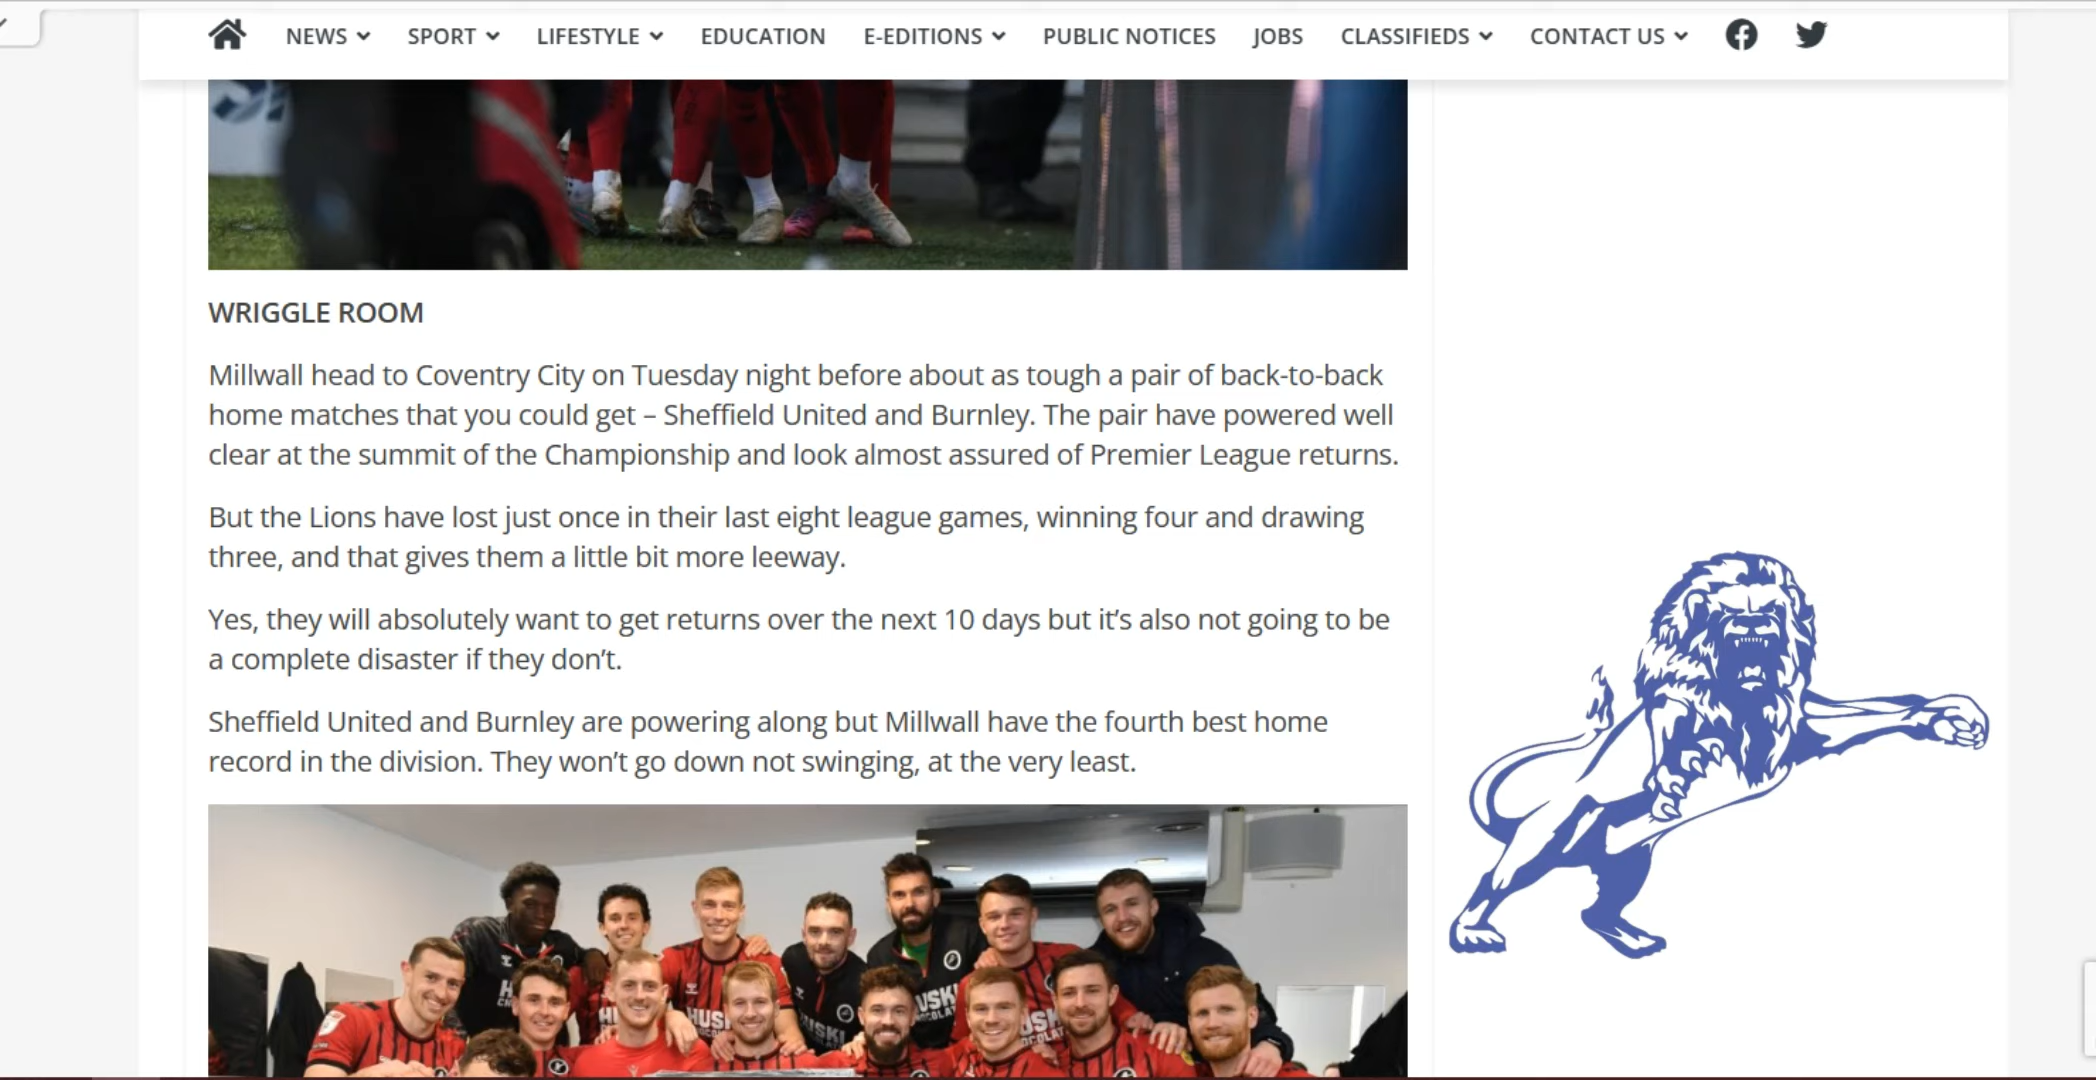 NEWS SPORT LIFESTYLE EDUCATION E-EDITIONS PUBLIC NOTICES JOBS CLASSIFIEDS CONTACT US
WRIGGLE ROOM
Millwall head to Coventry City on Tuesday night before about as tough a pair of back-to-back
home matches that you could get – Sheffield United and Burnley. The pair have powered well
clear at the summit of the Championship and look almost assured of Premier League returns.
But the Lions have lost just once in their last eight league games, winning four and drawing
three, and that gives them a little bit more leeway.
Yes, they will absolutely want to get returns over the next 10 days but it’s also not going to be
a complete disaster if they don’t.
Sheffield United and Burnley are powering along but Millwall have the fourth best home
record in the division. They won’t go down not swinging, at the very least.